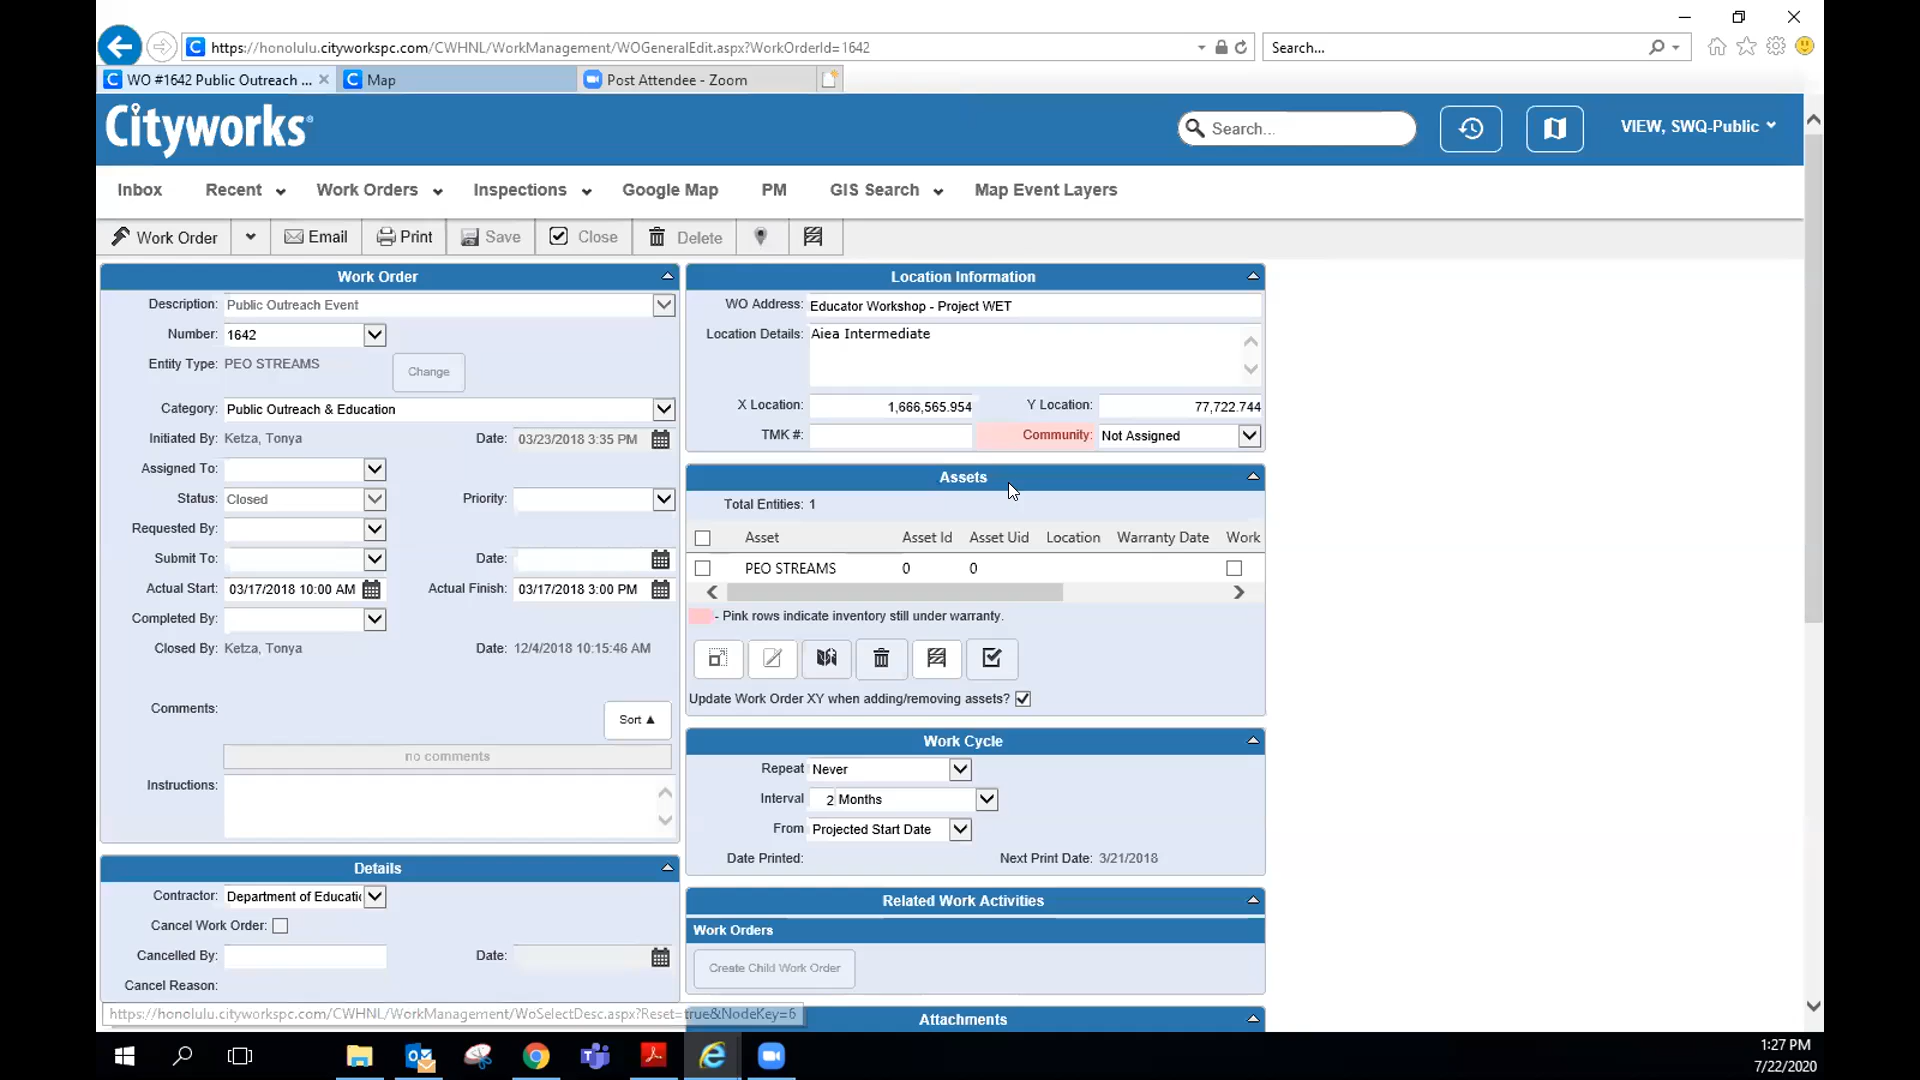 https://honolulu.cityworkspc.com/CWHNL/WorkManagement/WOGeneralEdit.aspx?WorkOrderId=1642
Search...
WO #1642 Public Outreach ...
Map
Post Attendee - Zoom
Cityworks
Search...
VIEW, SWQ-Public
Inbox
Recent
Work Orders
Inspections
Google Map
PM
GIS Search
Map Event Layers
Work Order
Email
Print
Save
Close
Delete
Work Order
Description: Public Outreach Event
Number: 1642
Entity Type: PEO STREAMS
Change
Category: Public Outreach & Education
Initiated By: Ketza, Tonya Date: 03/23/2018 3:35 PM
Assigned To:
Status: Closed Priority:
Requested By:
Submit To: Date:
Actual Start: 03/17/2018 10:00 AM Actual Finish: 03/17/2018 3:00 PM
Completed By:
Closed By: Ketza, Tonya Date: 12/4/2018 10:15:46 AM
Comments:
Sort ▲
no comments
Instructions:
Details
Contractor: Department of Educati
Cancel Work Order:
Cancelled By: Date:
Cancel Reason:
Location Information
WO Address: Educator Workshop - Project WET
Location Details: Aiea Intermediate
X Location: 1,666,565.954 Y Location: 77,722.744
TMK #: Community: Not Assigned
Assets
Total Entities: 1
Asset Asset Id Asset Uid Location Warranty Date Work
PEO STREAMS 0 0
- Pink rows indicate inventory still under warranty.
Update Work Order XY when adding/removing assets?
Work Cycle
Repeat Never
Interval 2 Months
From Projected Start Date
Date Printed: Next Print Date: 3/21/2018
Related Work Activities
Work Orders
Create Child Work Order
Attachments
https://honolulu.cityworkspc.com/CWHNL/WorkManagement/WoSelectDesc.aspx?Reset=true&NodeKey=6
1:27 PM
7/22/2020